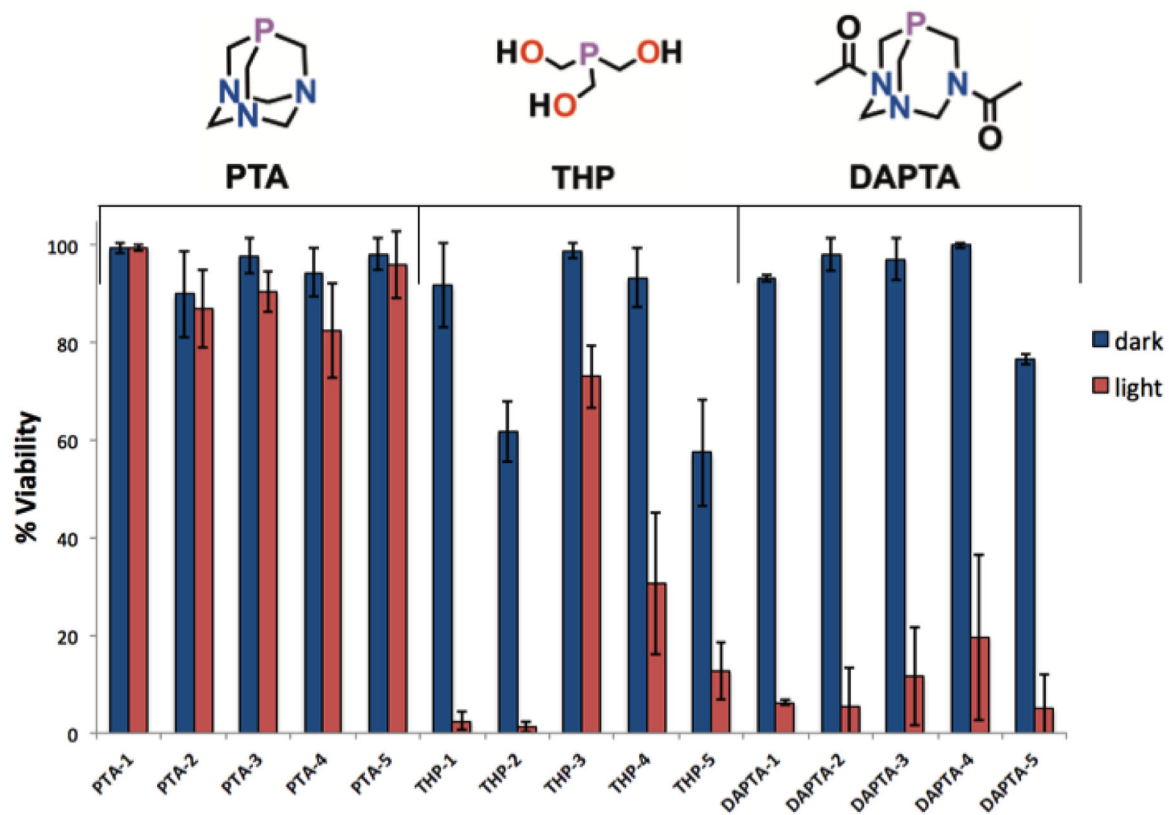 P
N
N
N
PTA
HO
P
OH
HO
THP
O
P
N
N
N
O
DAPTA
% Viability
100
80
60
40
20
0
dark
light
PTA-1
PTA-2
PTA-3
PTA-4
PTA-5
THP-1
THP-2
THP-3
THP-4
THP-5
DAPTA-1
DAPTA-2
DAPTA-3
DAPTA-4
DAPTA-5